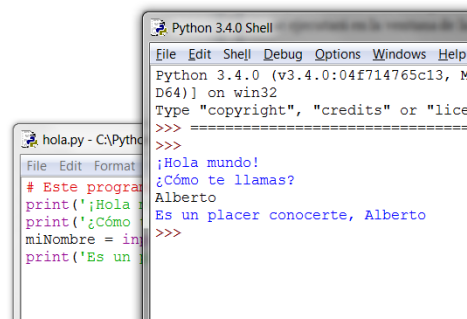 Python 3.4.0 Shell
File Edit Shell Debug Options Windows Help
Python 3.4.0 (v3.4.0:04f714765c13, M
D64)] on win32
Type "copyright", "credits" or "lice
>>> ================================
>>>
¡Hola mundo!
¿Cómo te llamas?
Alberto
Es un placer conocerte, Alberto
>>>
hola.py - C:\Pytho
File Edit Format
# Este program
print('¡Hola m
print('¿Cómo t
miNombre = inp
print('Es un p